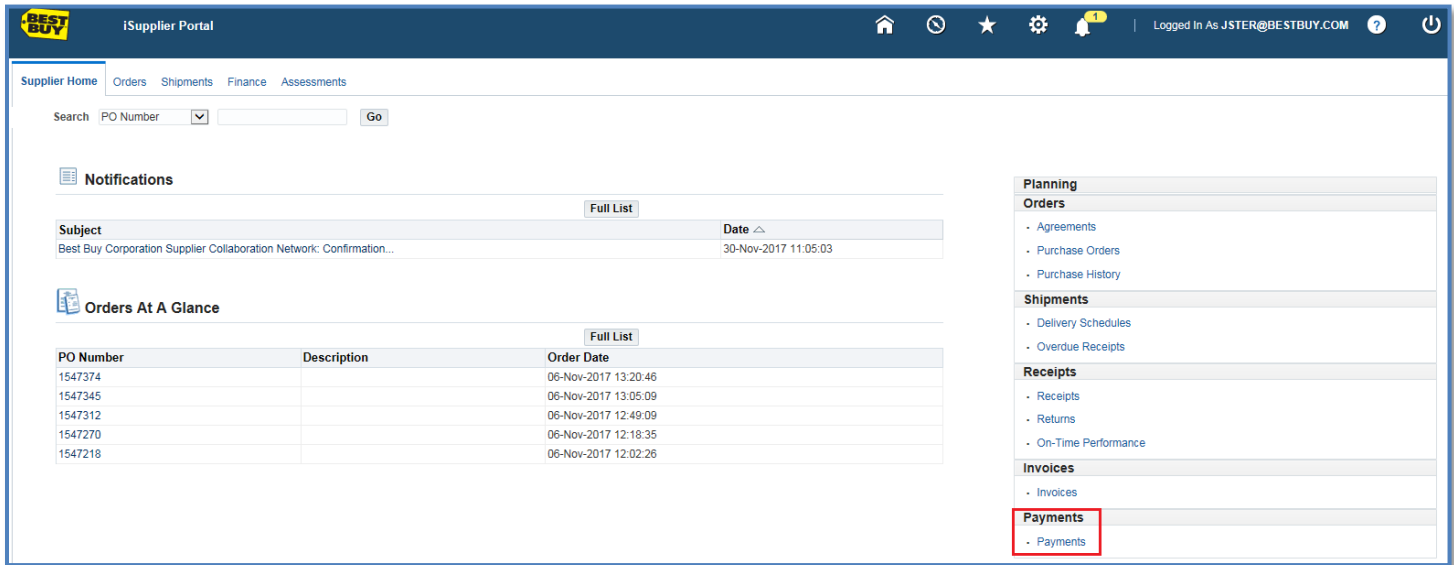 BEST BUY iSupplier Portal 1 | Logged In As JSTER@BESTBUY.COM ?
Supplier Home Orders Shipments Finance Assessments
Search PO Number Go
Notifications
Full List
Subject Date
Best Buy Corporation Supplier Collaboration Network: Confirmation... 30-Nov-2017 11:05:03
Orders At A Glance
Full List
PO Number Description Order Date
1547374 06-Nov-2017 13:20:46
1547345 06-Nov-2017 13:05:09
1547312 06-Nov-2017 12:49:09
1547270 06-Nov-2017 12:18:35
1547218 06-Nov-2017 12:02:26
Planning
Orders
Agreements
Purchase Orders
Purchase History
Shipments
Delivery Schedules
Overdue Receipts
Receipts
Receipts
Returns
On-Time Performance
Invoices
Invoices
Payments
Payments